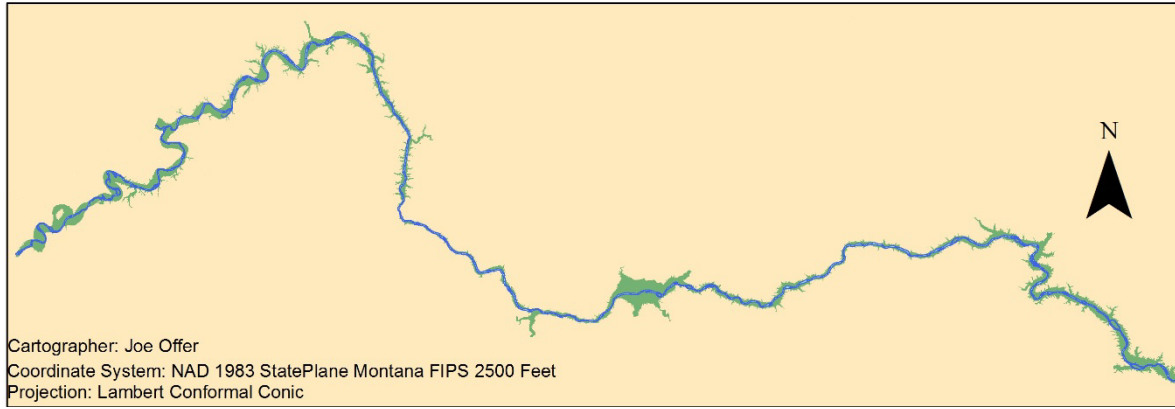 N
Cartographer: Joe Offer
Coordinate System: NAD 1983 StatePlane Montana FIPS 2500 Feet
Projection: Lambert Conformal Conic